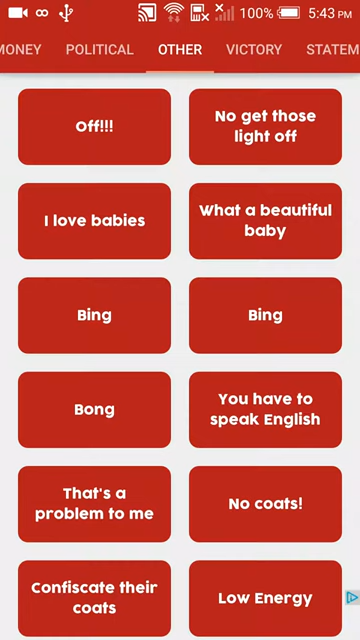 100% 5:43 PM
MONEY POLITICAL OTHER VICTORY STATEM
Off!!!
No get those
light off
I love babies
What a beautiful
baby
Bing
Bing
Bong
You have to
speak English
That's a
problem to me
No coats!
Confiscate their
coats
Low Energy